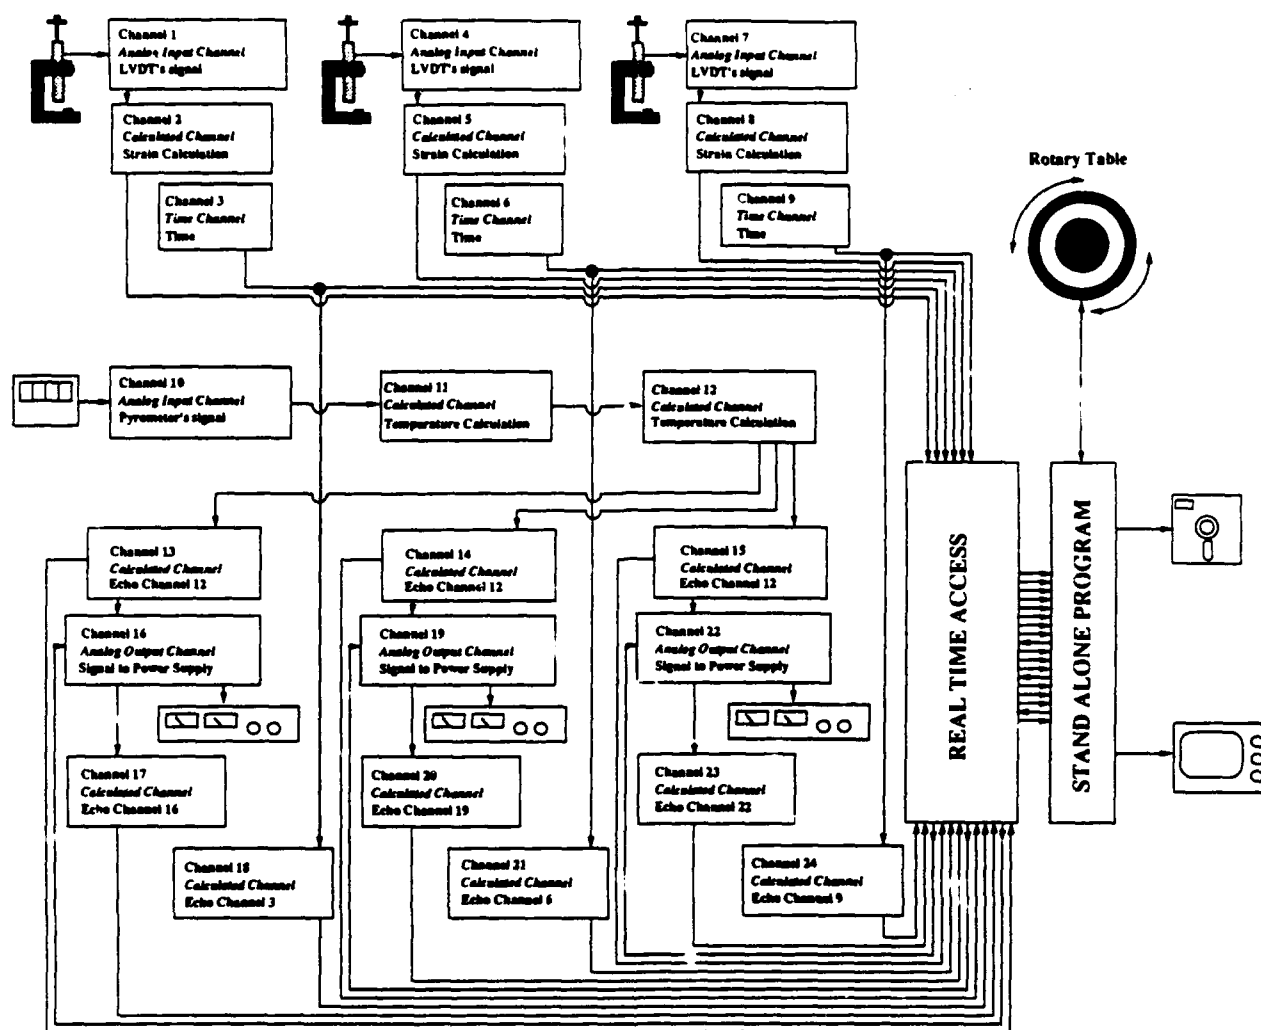 Channel 1
Analog Input Channel
LVDT's signal
Channel 4
Analog Input Channel
LVDT's signal
Channel 7
Analog Input Channel
LVDT's signal
Channel 2
Calculated Channel
Strain Calculation
Channel 5
Calculated Channel
Strain Calculation
Channel 8
Calculated Channel
Strain Calculation
Rotary Table
Channel 3
Time Channel
Time
Channel 6
Time Channel
Time
Channel 9
Time Channel
Time
Channel 10
Analog Input Channel
Pyrometer's signal
Channel 11
Calculated Channel
Temperature Calculation
Channel 12
Calculated Channel
Temperature Calculation
Channel 13
Calculated Channel
Echo Channel 12
Channel 14
Calculated Channel
Echo Channel 12
Channel 15
Calculated Channel
Echo Channel 12
REAL TIME ACCESS
STAND ALONE PROGRAM
Channel 16
Analog Output Channel
Signal to Power Supply
Channel 19
Analog Output Channel
Signal to Power Supply
Channel 22
Analog Output Channel
Signal to Power Supply
Channel 17
Calculated Channel
Echo Channel 16
Channel 20
Calculated Channel
Echo Channel 19
Channel 23
Calculated Channel
Echo Channel 22
Channel 18
Calculated Channel
Echo Channel 3
Channel 21
Calculated Channel
Echo Channel 6
Channel 24
Calculated Channel
Echo Channel 9